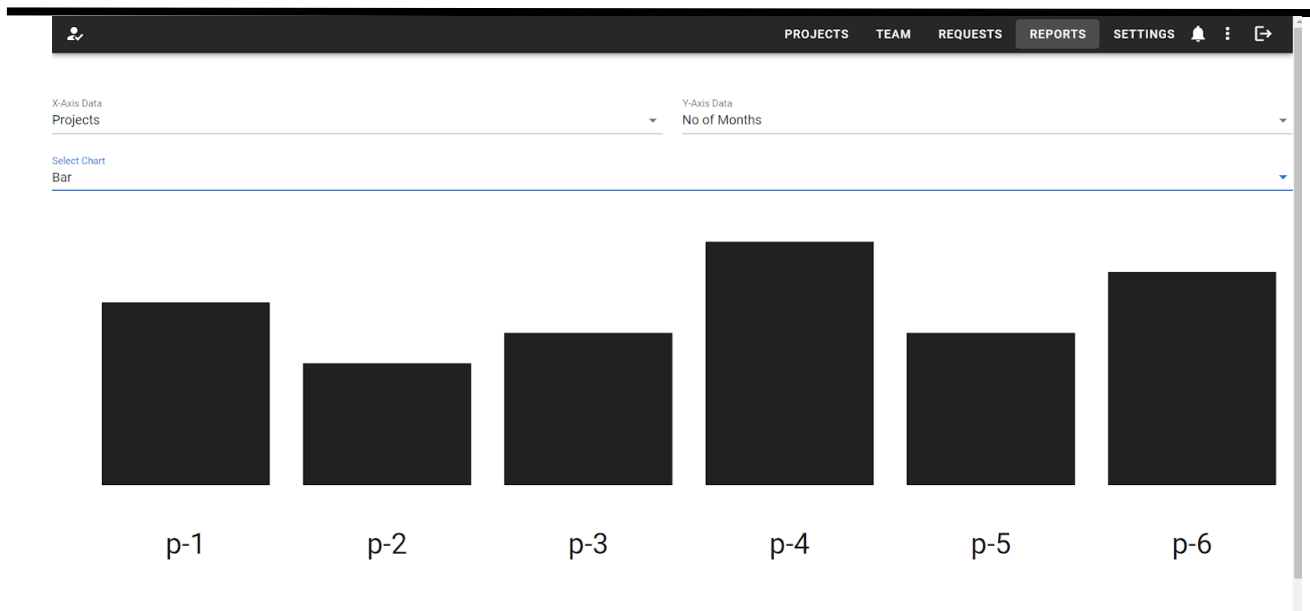 PROJECTS TEAM REQUESTS REPORTS SETTINGS
X-Axis Data Y-Axis Data
Projects No of Months
Select Chart
Bar
p-1 p-2 p-3 p-4 p-5 p-6